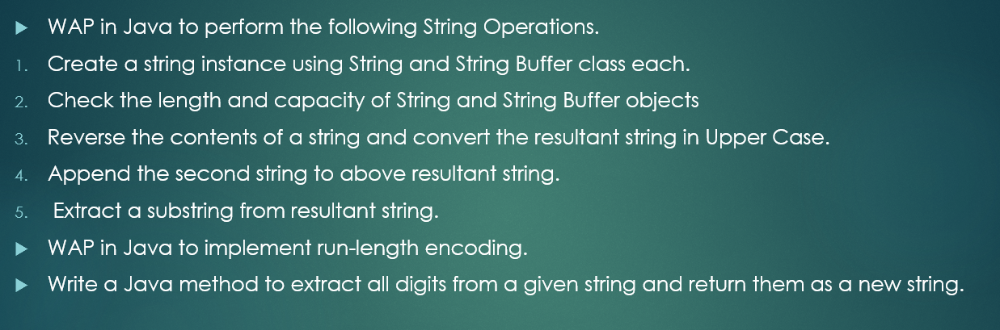 ▶ WAP in Java to perform the following String Operations.
1. Create a string instance using String and String Buffer class each.
2. Check the length and capacity of String and String Buffer objects
3. Reverse the contents of a string and convert the resultant string in Upper Case.
4. Append the second string to above resultant string.
5. Extract a substring from resultant string.
▶ WAP in Java to implement run-length encoding.
▶ Write a Java method to extract all digits from a given string and return them as a new string.